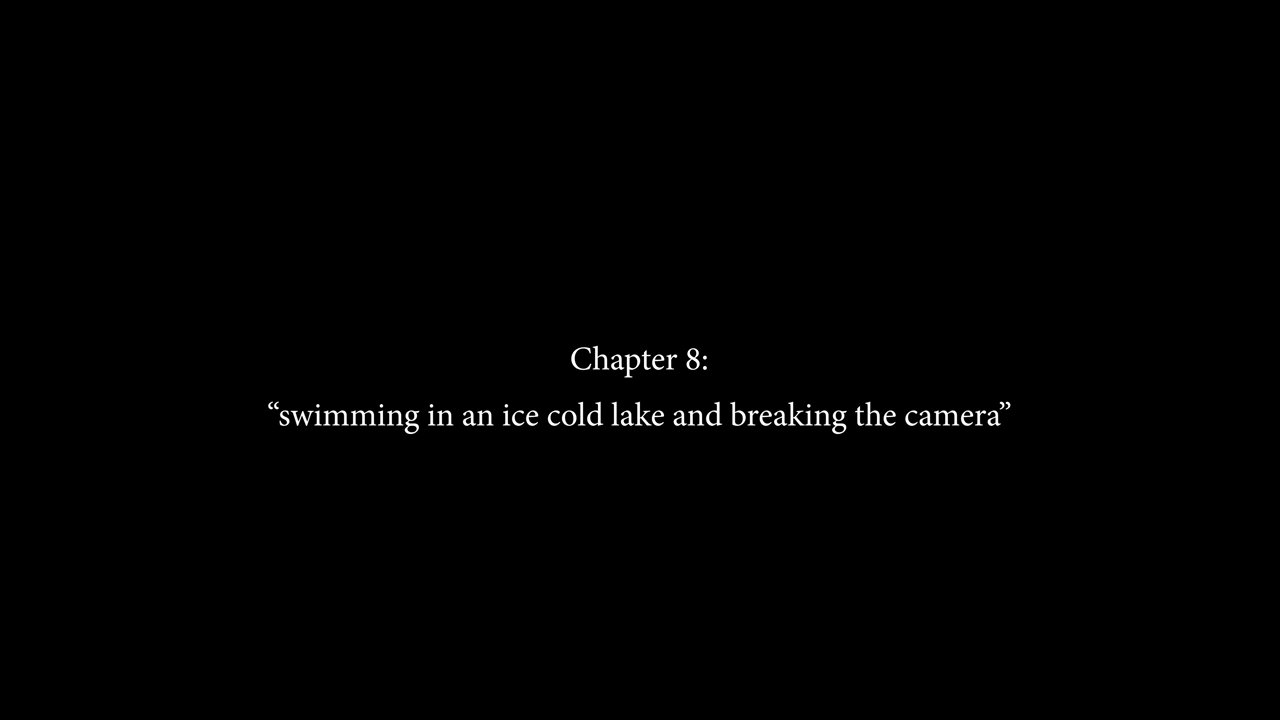 Chapter 8:
“swimming in an ice cold lake and breaking the camera”